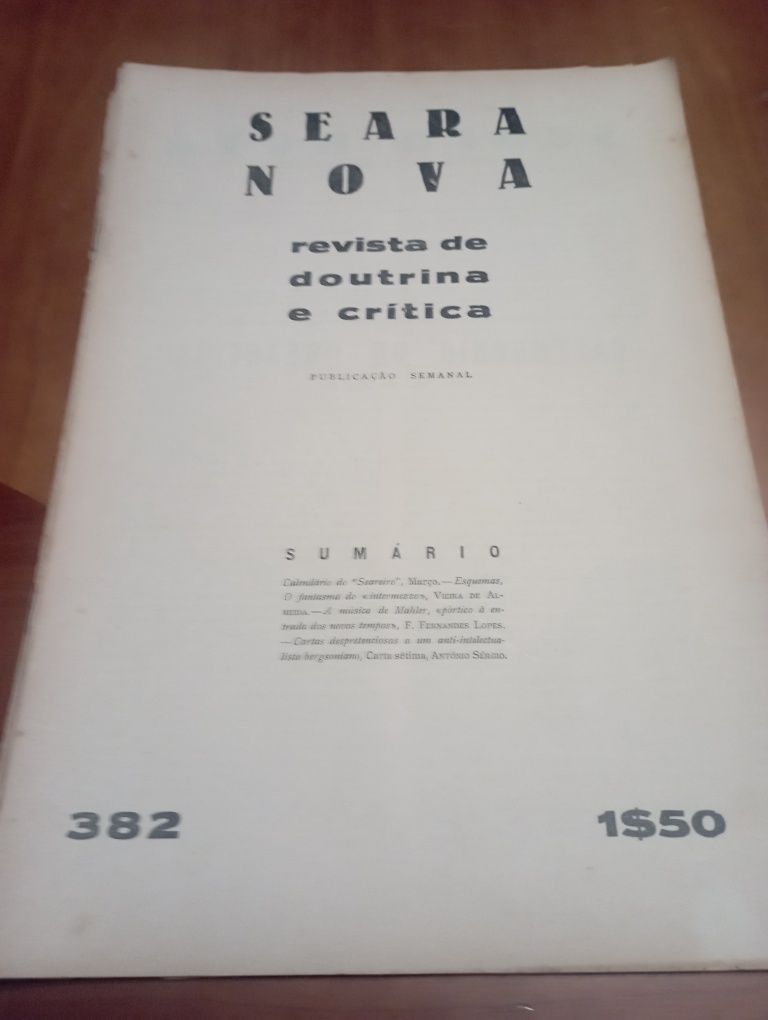 SEARA
NOVA
revista de
doutrina
e crítica
PUBLICAÇÃO SEMANAL
SUMÁRIO
Calendário do "Seareiro", Março.—Esquemas,
O fantasma do «intermezzo», VIEIRA DE AL-
MEIDA.—A música de Mahler, «pórtico à en-
trada dos novos tempos», F. FERNANDES LOPES.
—Cartas despretenciosas a um anti-intelectua-
lista bergsoniano, Carta sétima, ANTÓNIO SÉRGIO.
382
1$50